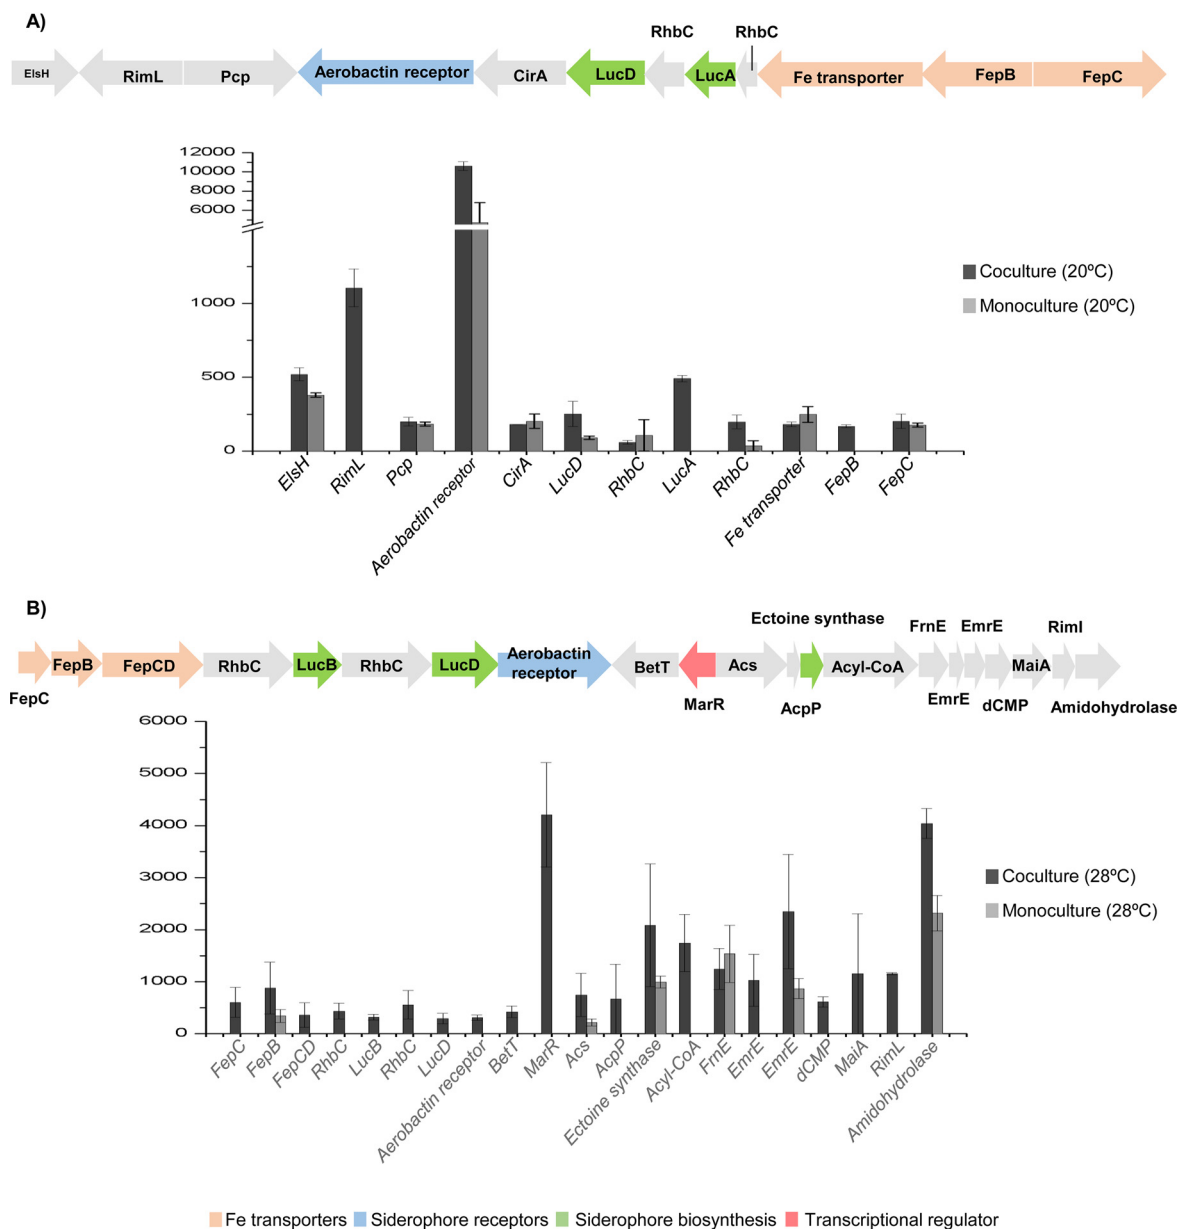 A)
RhbC
RhbC
ElsH
RimL
Pcp
Aerobactin receptor
CirA
LucD
LucA
Fe transporter
FepB
FepC
12000
10000
8000
6000
1000
500
0
Coculture (20ºC)
Monoculture (20ºC)
ElsH
RimL
Pcp
Aerobactin receptor
CirA
LucD
RhbC
LucA
RhbC
Fe transporter
FepB
FepC
B)
Ectoine synthase
FrnE
EmrE
RimI
FepB
FepCD
RhbC
LucB
RhbC
LucD
Aerobactin
receptor
BetT
Acs
Acyl-CoA
MaiA
FepC
MarR
AcpP
EmrE
dCMP
Amidohydrolase
6000
5000
4000
3000
2000
1000
0
Coculture (28ºC)
Monoculture (28ºC)
FepC
FepB
FepCD
RhbC
LucB
RhbC
LucD
Aerobactin receptor
BetT
MarR
Acs
AcpP
Ectoine synthase
Acyl-CoA
FrnE
EmrE
EmrE
dCMP
MaiA
RimL
Amidohydrolase
Fe transporters
Siderophore receptors
Siderophore biosynthesis
Transcriptional regulator